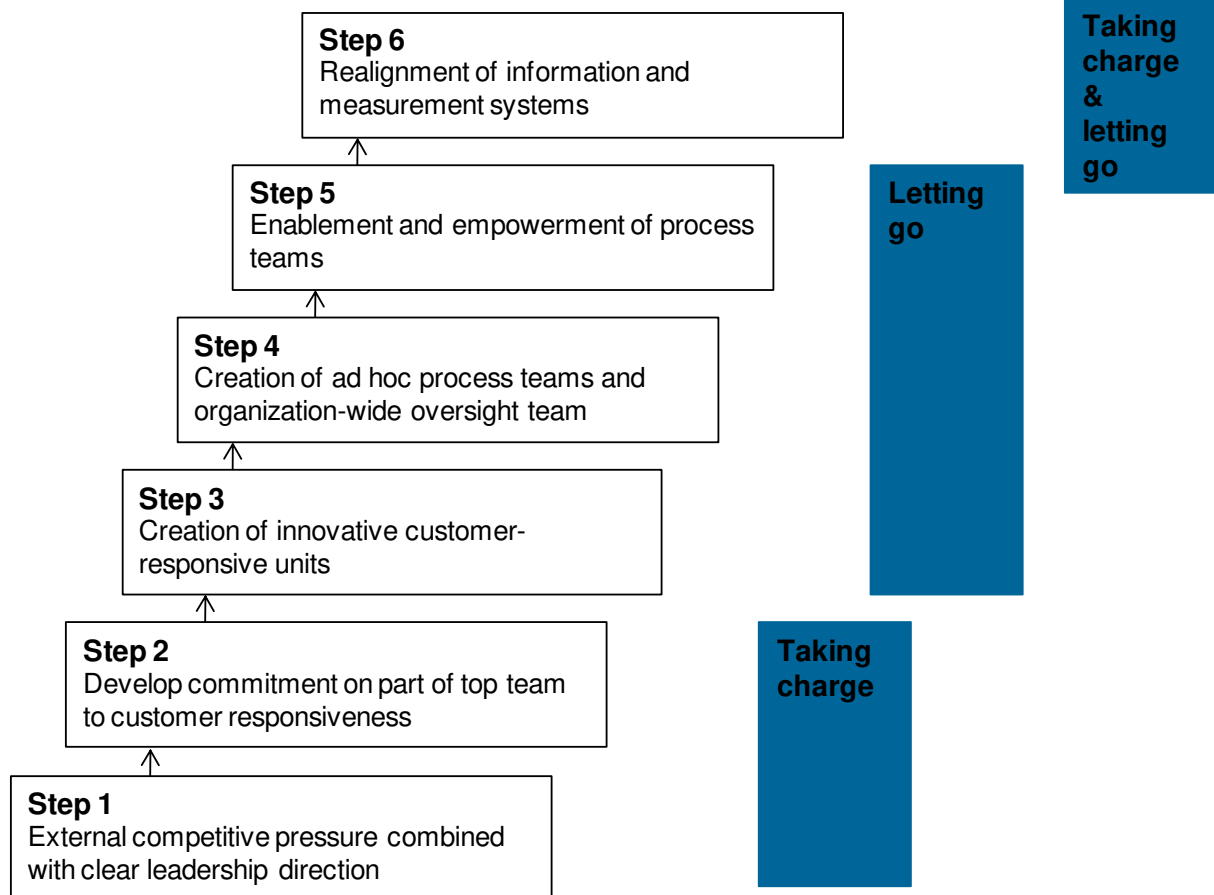 Step 6
Realignment of information and
measurement systems
Taking
charge
&
letting
go
Step 5
Enablement and empowerment of process
teams
Letting
go
Step 4
Creation of ad hoc process teams and
organization-wide oversight team
Step 3
Creation of innovative customer-
responsive units
Step 2
Develop commitment on part of top team
to customer responsiveness
Taking
charge
Step 1
External competitive pressure combined
with clear leadership direction